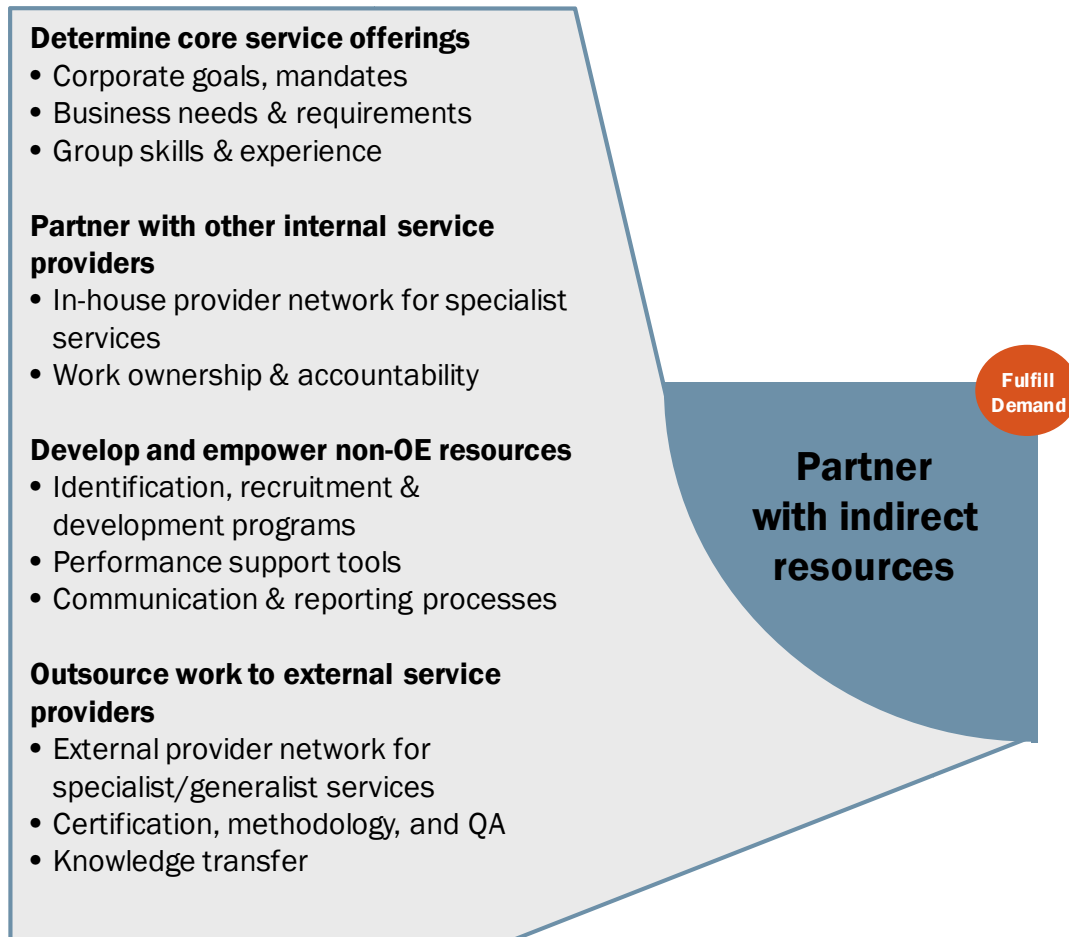 Determine core service offerings
• Corporate goals, mandates
• Business needs & requirements
• Group skills & experience
Partner with other internal service
providers
• In-house provider network for specialist
services
• Work ownership & accountability
Develop and empower non-OE resources
• Identification, recruitment &
development programs
• Performance support tools
• Communication & reporting processes
Outsource work to external service
providers
• External provider network for
specialist/generalist services
• Certification, methodology, and QA
• Knowledge transfer
Fulfill
Demand
Partner
with indirect
resources